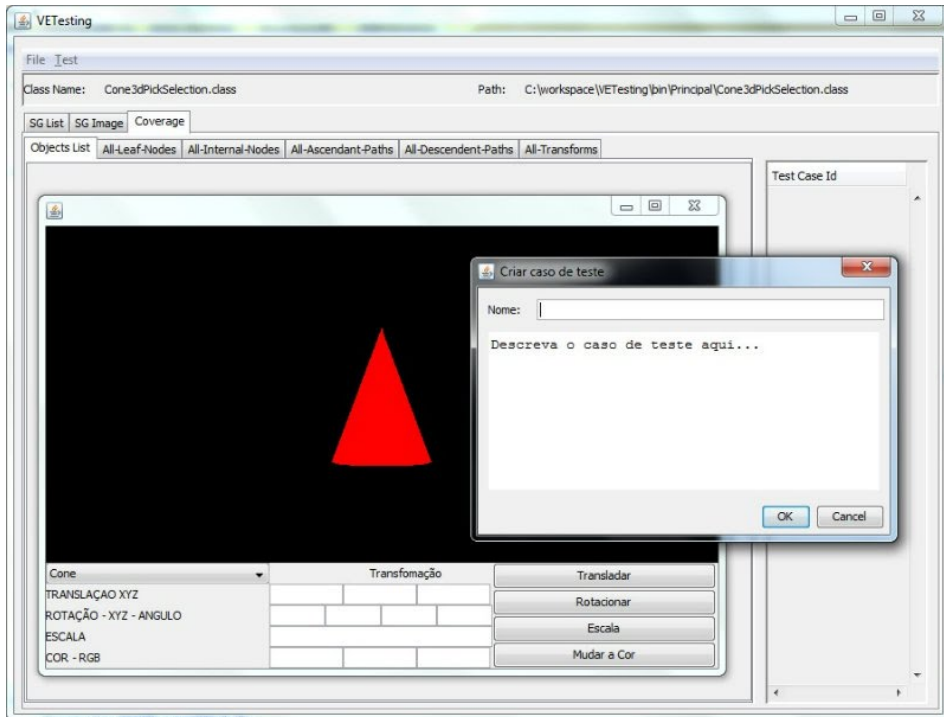 VETesting
File Test
Class Name: Cone3dPickSelection.class Path: C:\workspace\VETesting\bin\Principal\Cone3dPickSelection.class
SG List SG Image Coverage
Objects List All-Leaf-Nodes All-Internal-Nodes All-Ascendant-Paths All-Descendent-Paths All-Transforms
Test Case Id
Criar caso de teste
Nome:
Descreva o caso de teste aqui...
OK Cancel
Cone Transfomação Transladar
TRANSLAÇAO XYZ
Rotacionar
ROTAÇÃO - XYZ - ANGULO
Escala
ESCALA
COR - RGB Mudar a Cor